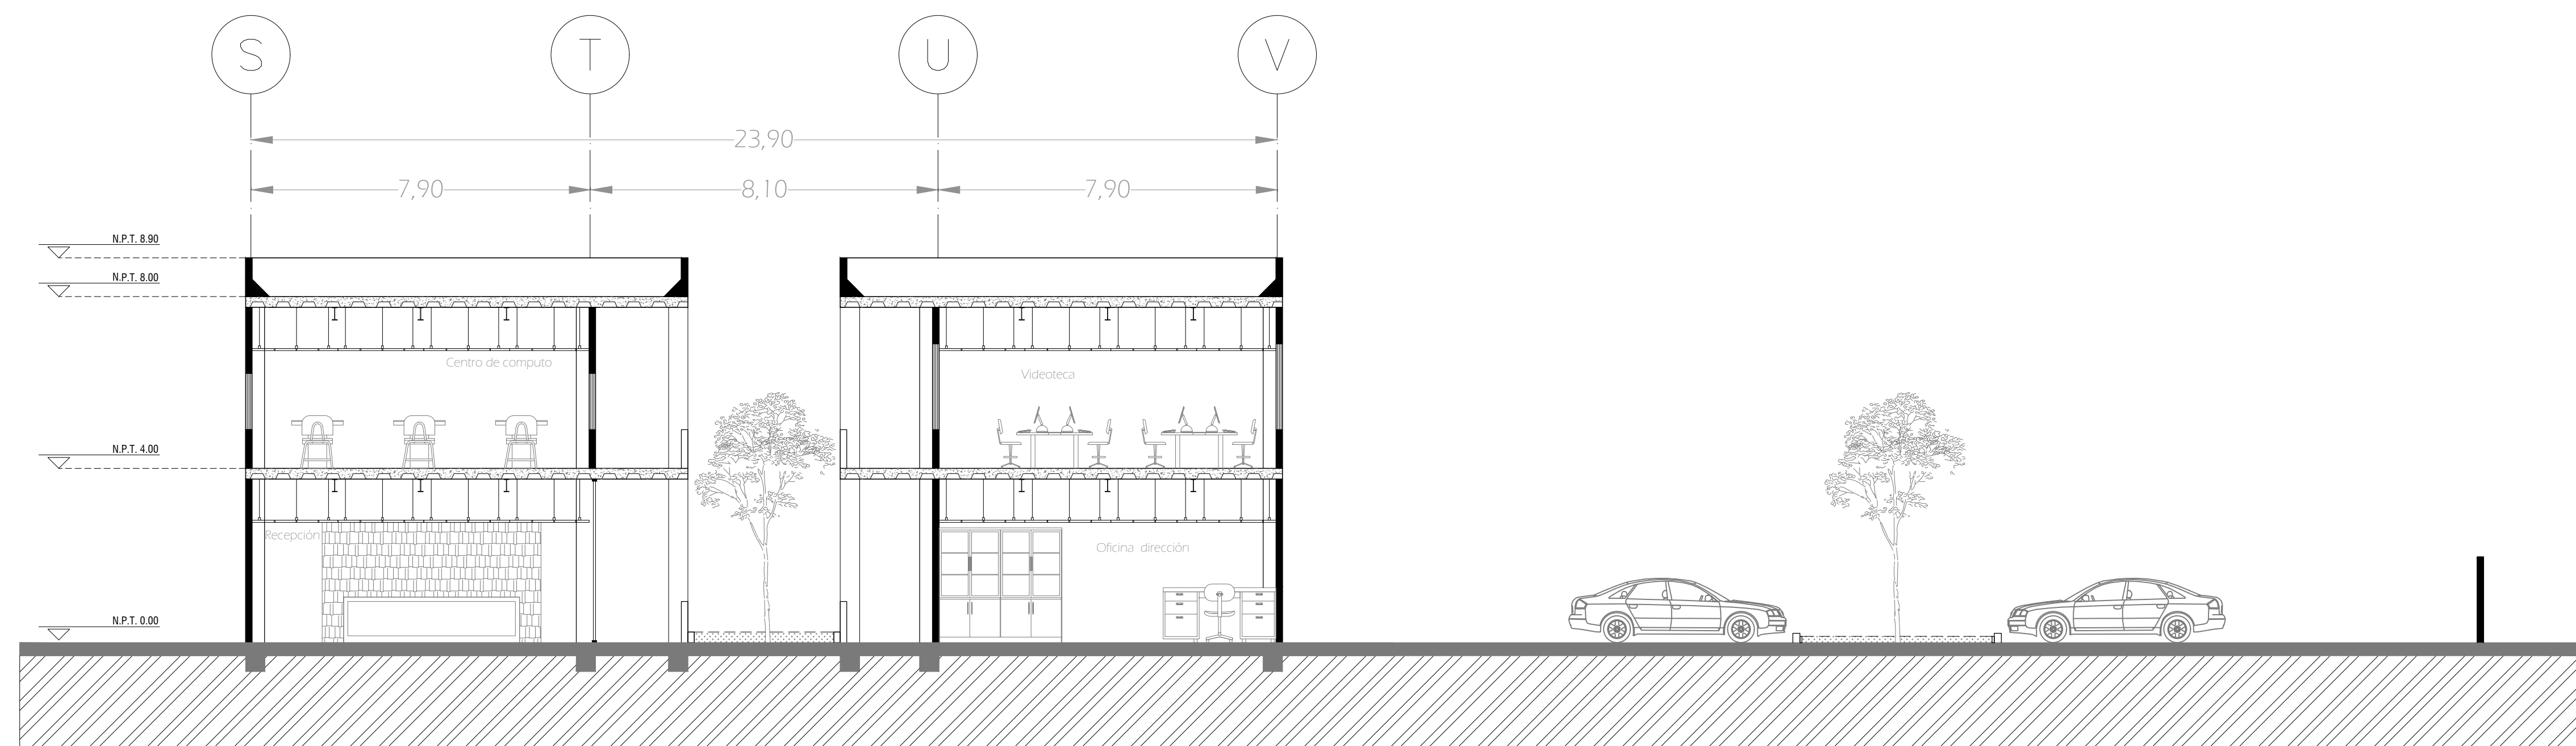 S T U V
23,90
7,90 8,10 7,90
N.P.T. 8.90
N.P.T. 8.00
Centro de computo
Videoteca
N.P.T. 4.00
Recepción
Oficina dirección
N.P.T. 0.00